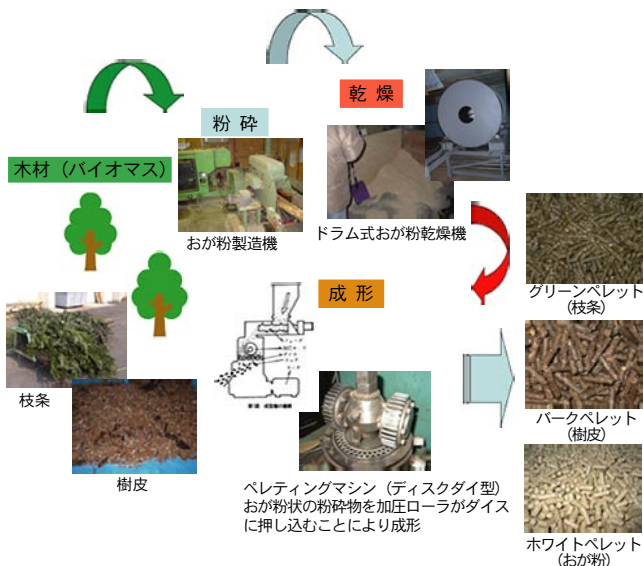 乾 燥
粉 砕
木材（バイオマス）
おが粉製造機
ドラム式おが粉乾燥機
成 形
グリーンペレット
（枝条）
枝条
樹皮
バークペレット
（樹皮）
ペレティングマシン（ディスクダイ型）
おが粉状の粉砕物を加圧ローラがダイス
に押し込むことにより成形
ホワイトペレット
（おが粉）